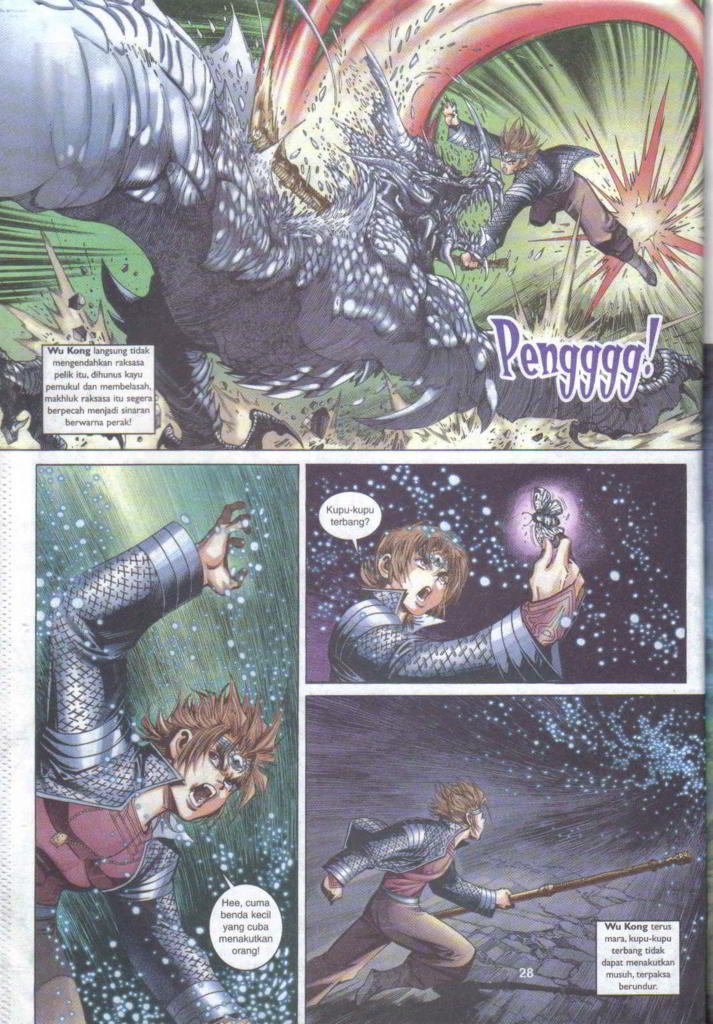 Wu Kong langsung tidak
mengendahkan raksasa
pelik itu, dihunus kayu
pemukul dan membelasah,
makhluk raksasa itu segera
berpecah menjadi sinaran
berwarna perak!
Pengggg!
Hee, cuma
benda kecil
yang cuba
menakutkan
orang!
Kupu-kupu
terbang?
Wu Kong terus
mara, kupu-kupu
terbang tidak
dapat menakutkan
musuh, terpaksa
berundur.
28